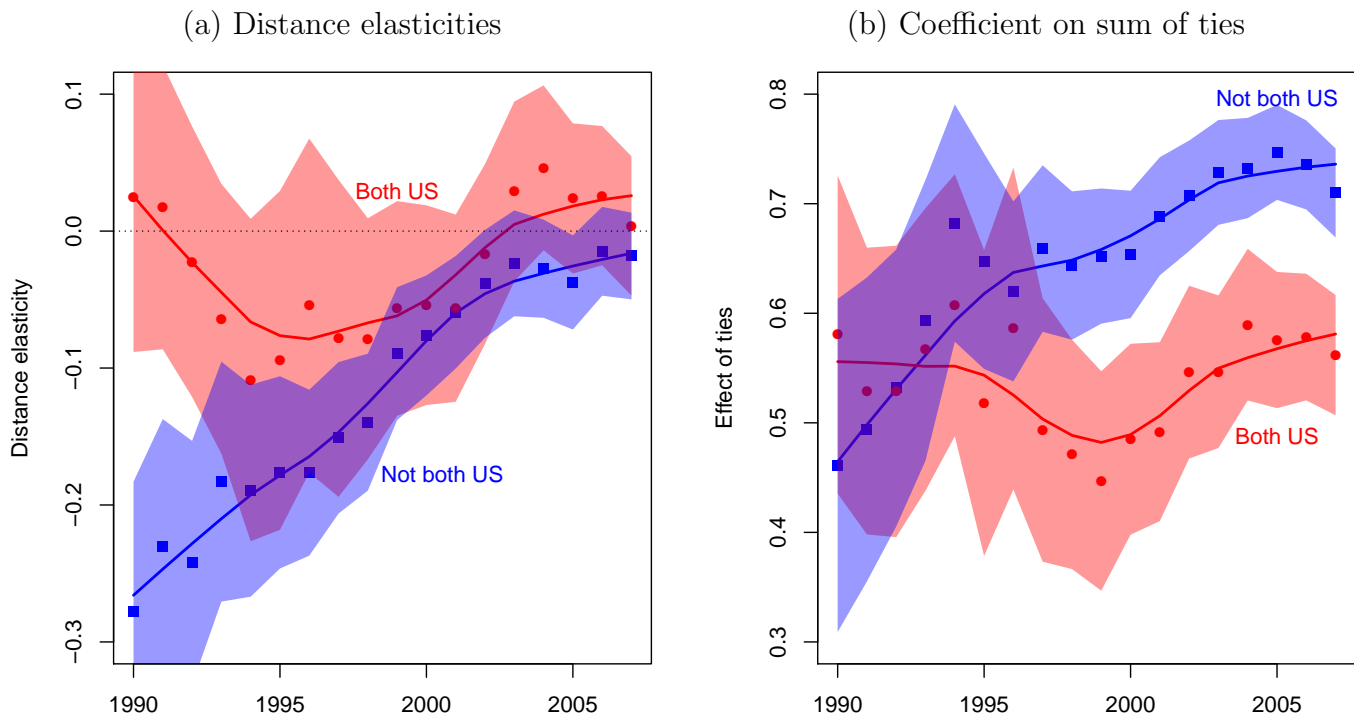 (a) Distance elasticities
Distance elasticity
0.1
0.0
−0.1
−0.2
−0.3
Both US
Not both US
1990 1995 2000 2005
(b) Coefficient on sum of ties
Effect of ties
0.8
0.7
0.6
0.5
0.4
0.3
Not both US
Both US
1990 1995 2000 2005